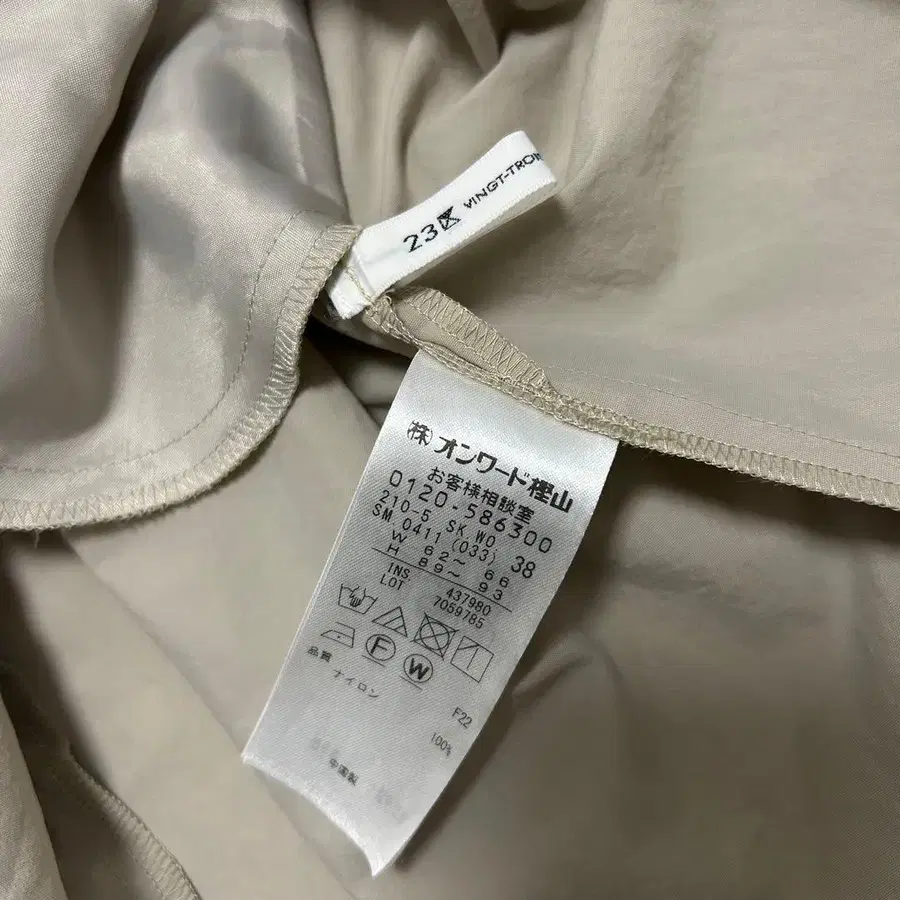 23区 VINGT-TROIS
(株)オンワード樫山
お客様相談室
0120-586300
210-5 SK WO
SM 0411 (033) 38
W 62～ 66
H 89～ 93
INS. 437980
LOT 7059785
F W
品質 F22
ナイロン 100%
中国製